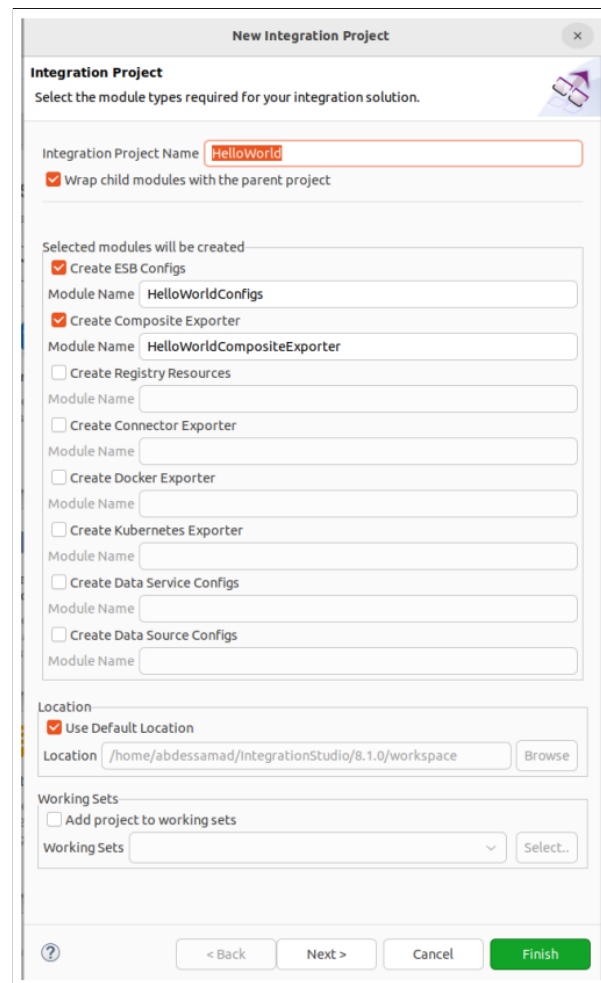 New Integration Project
Integration Project
Select the module types required for your integration solution.
Integration Project Name HelloWorld
Wrap child modules with the parent project
Selected modules will be created
Create ESB Configs
Module Name HelloWorldConfigs
Create Composite Exporter
Module Name HelloWorldCompositeExporter
Create Registry Resources
Module Name
Create Connector Exporter
Module Name
Create Docker Exporter
Module Name
Create Kubernetes Exporter
Module Name
Create Data Service Configs
Module Name
Create Data Source Configs
Module Name
Location
Use Default Location
Location /home/abdessamad/IntegrationStudio/8.1.0/workspace Browse
Working Sets
Add project to working sets
Working Sets Select..
? < Back Next > Cancel Finish